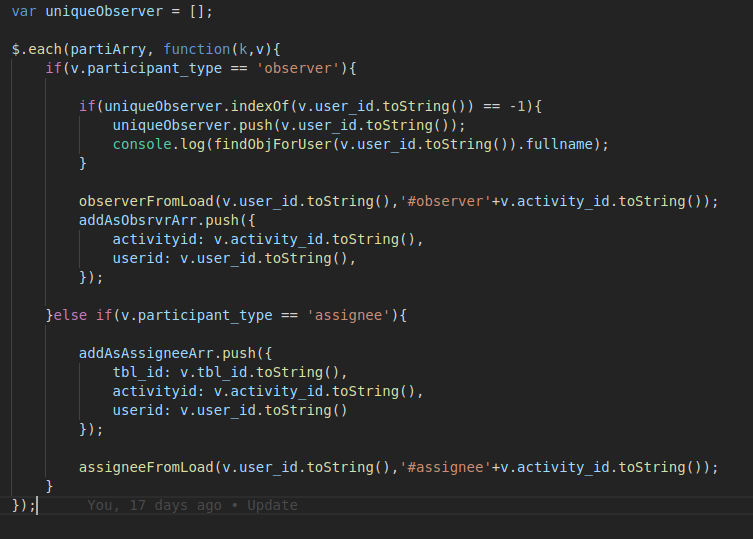 var uniqueObserver = [];
$.each(partiArry, function(k,v){
if(v.participant_type == 'observer'){
if(uniqueObserver.indexOf(v.user_id.toString()) == -1){
uniqueObserver.push(v.user_id.toString());
console.log(findObjForUser(v.user_id.toString()).fullname);
}
observerFromLoad(v.user_id.toString(),'#observer'+v.activity_id.toString());
addAsObsrvrArr.push({
activityid: v.activity_id.toString(),
userid: v.user_id.toString(),
});
}else if(v.participant_type == 'assignee'){
addAsAssigneeArr.push({
tbl_id: v.tbl_id.toString(),
activityid: v.activity_id.toString(),
userid: v.user_id.toString()
});
assigneeFromLoad(v.user_id.toString(),'#assignee'+v.activity_id.toString());
}
}); You, 17 days ago • Update